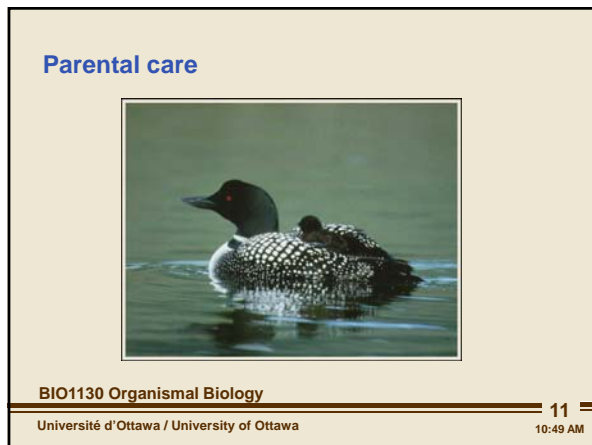 Parental care
BIO1130 Organismal Biology
11
Université d'Ottawa / University of Ottawa
10:49 AM